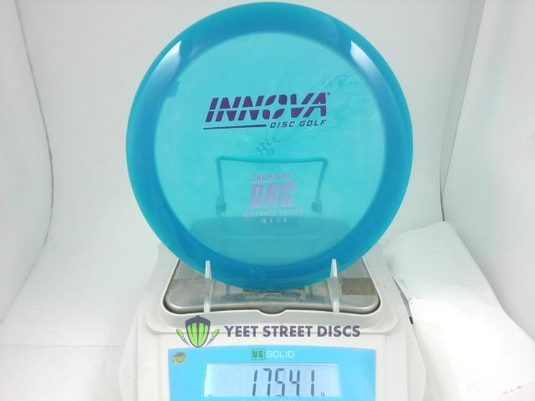 INNOVA
DISC GOLF
CHAMPION
ORC
DISTANCE DRIVER
YEET STREET DISCS
US SOLID
175.41 g